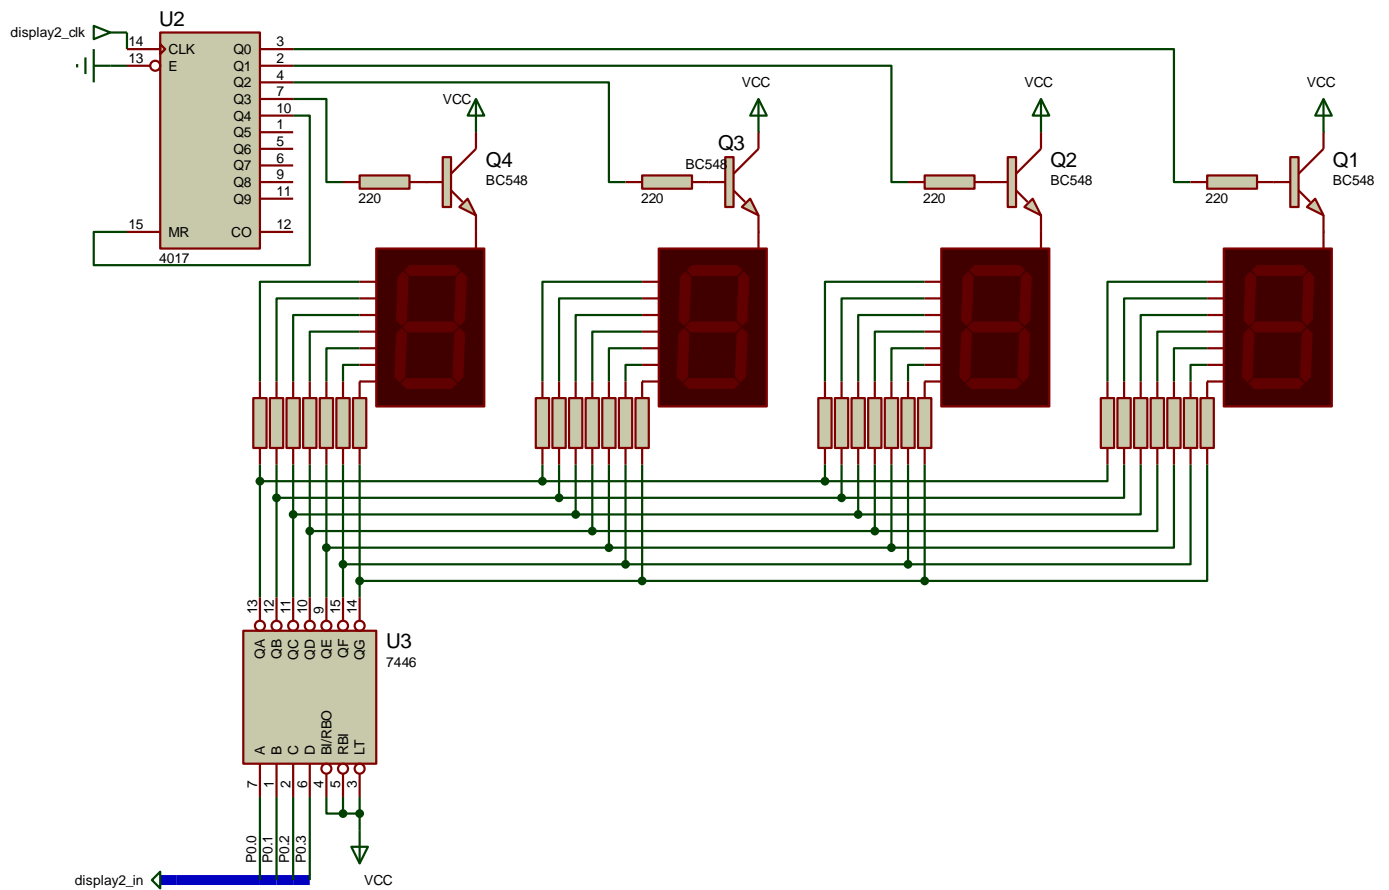 U2
display2_clk
14 CLK Q0 3
13 E Q1 2
Q2 4
Q3 7
Q4 10
Q5 1
Q6 5
Q7 6
Q8 9
Q9 11
15 MR CO 12
4017
VCC
VCC
VCC
VCC
Q4
BC548
220
Q3
BC548
220
Q2
BC548
220
Q1
BC548
220
13 12 11 10 9 15 14
QA QB QC QD QE QF QG
U3
7446
A B C D BI/RBO RBI LT
7 1 2 6 4 5 3
P0.0 P0.1 P0.2 P0.3
display2_in
VCC